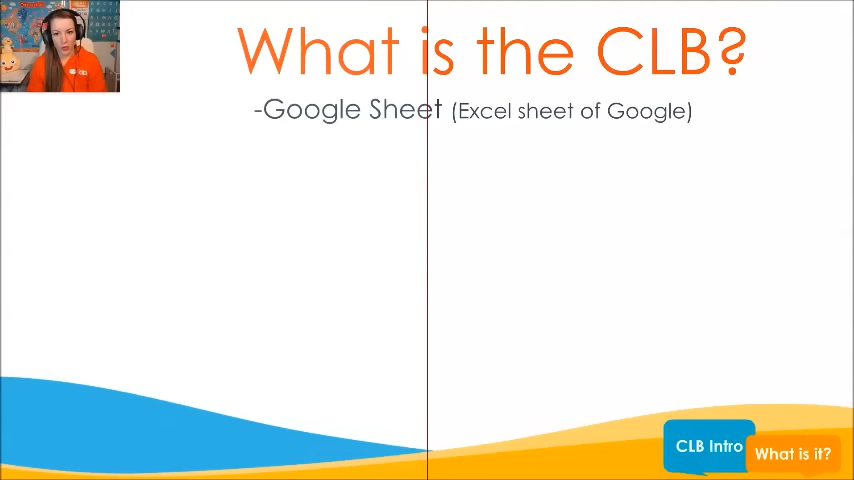 What is the CLB?
-Google Sheet (Excel sheet of Google)
CLB Intro
What is it?